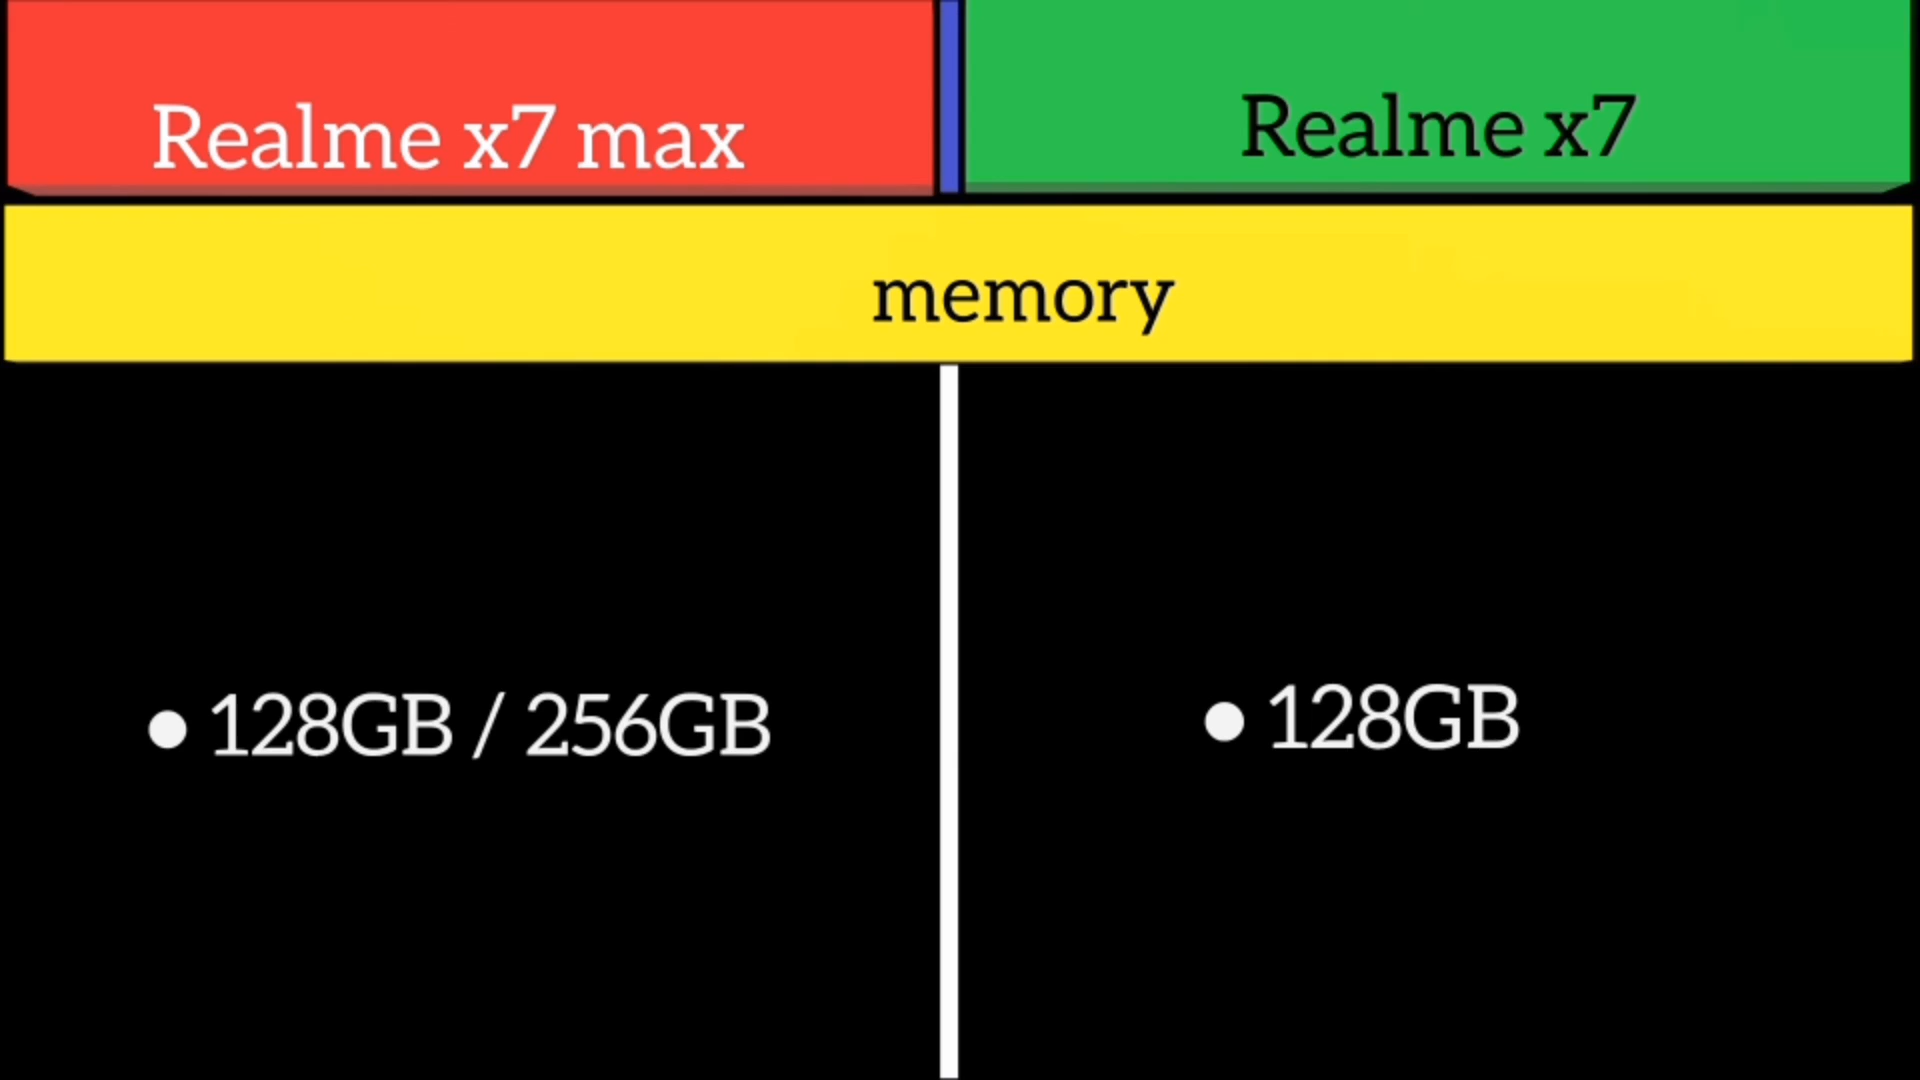 Realme x7 max
Realme x7
memory
● 128GB / 256GB
● 128GB